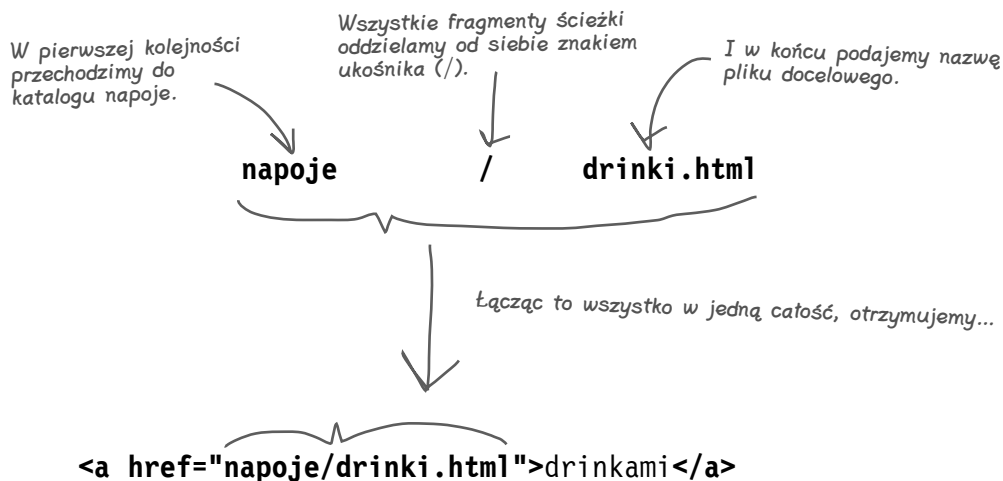 W pierwszej kolejności
przechodzimy do
katalogu napoje.
Wszystkie fragmenty ścieżki
oddzielamy od siebie znakiem
ukośnika (/).
I w końcu podajemy nazwę
pliku docelowego.
napoje / drinki.html
Łącząc to wszystko w jedną całość, otrzymujemy...
<a href="napoje/drinki.html">drinkami</a>